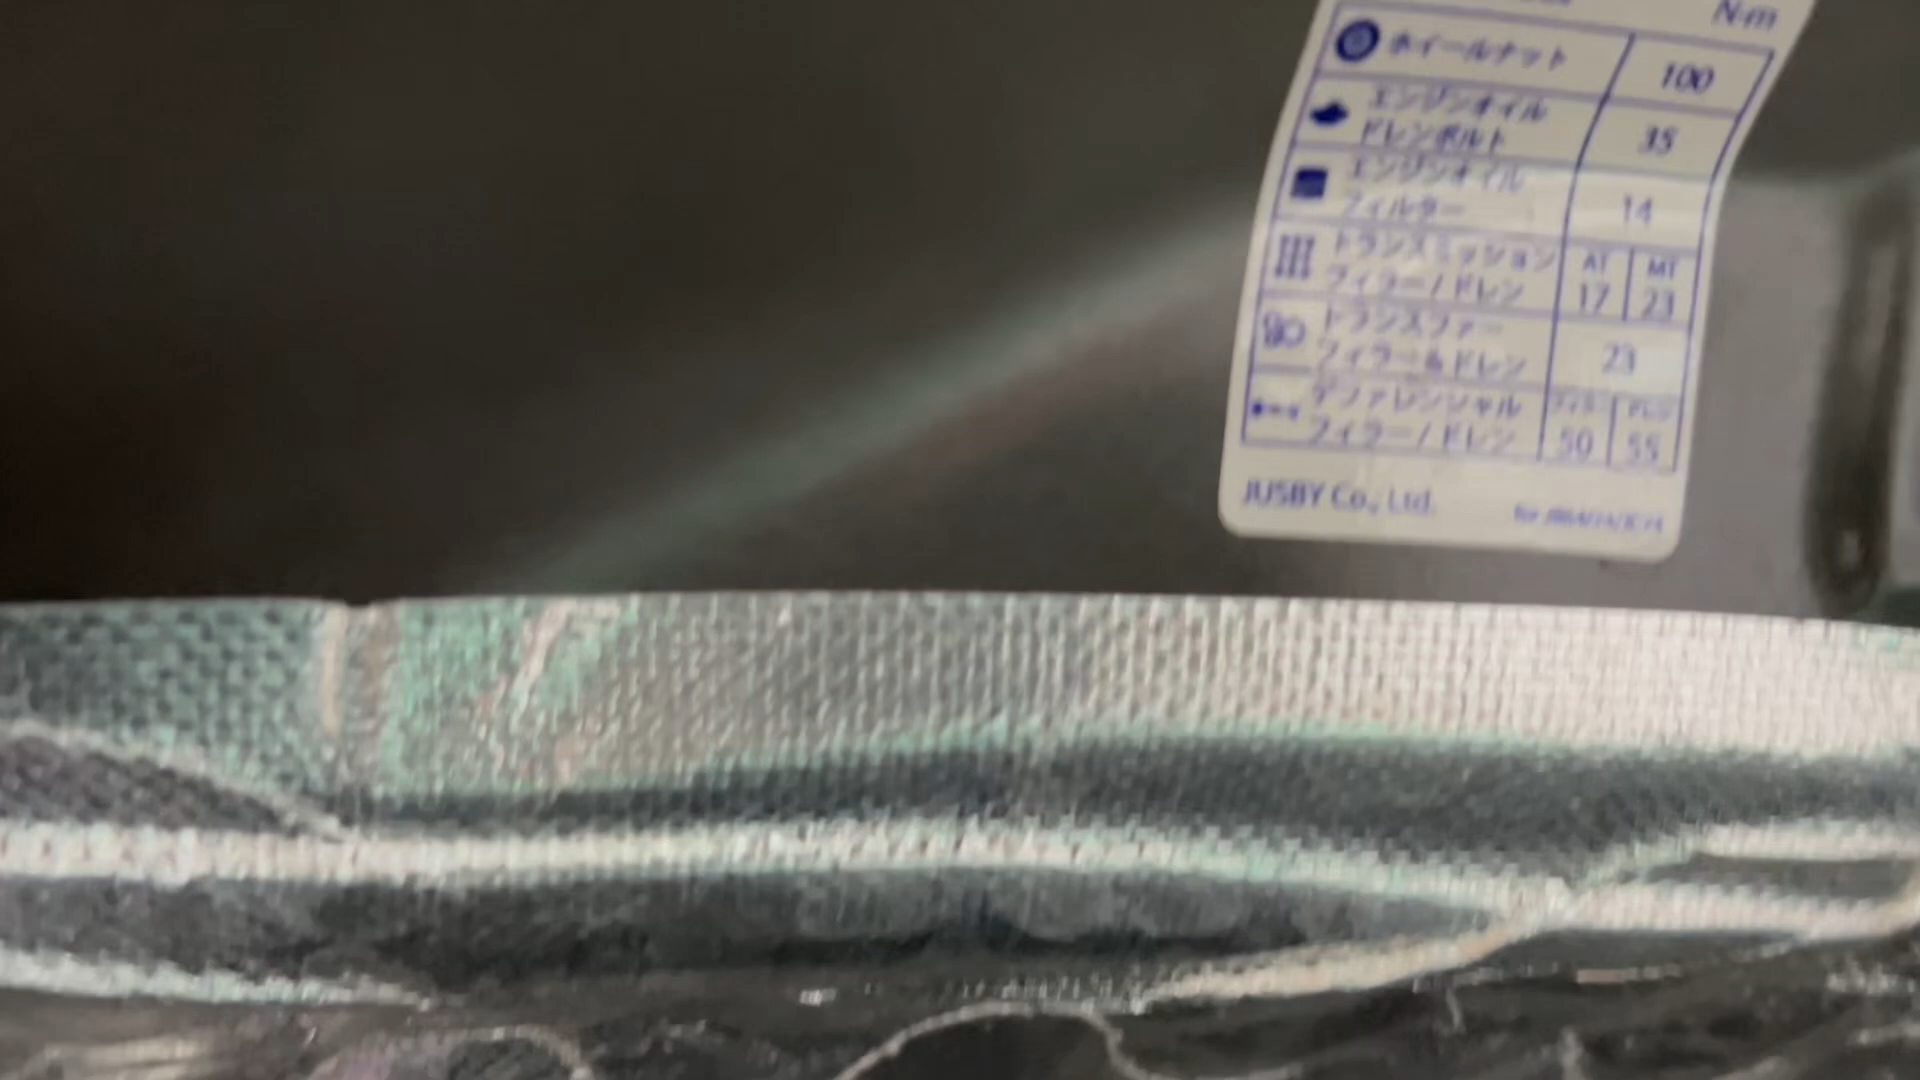 N·m
ホイールナット 100
エンジンオイル
ドレンボルト 35
エンジンオイル
フィルター 14
トランスミッション AT MT
フィラー/ドレン 17 23
トランスファー
フィラー&ドレン 23
デファレンシャル
フィラー/ドレン 50 55
JUSBY Co., Ltd. for